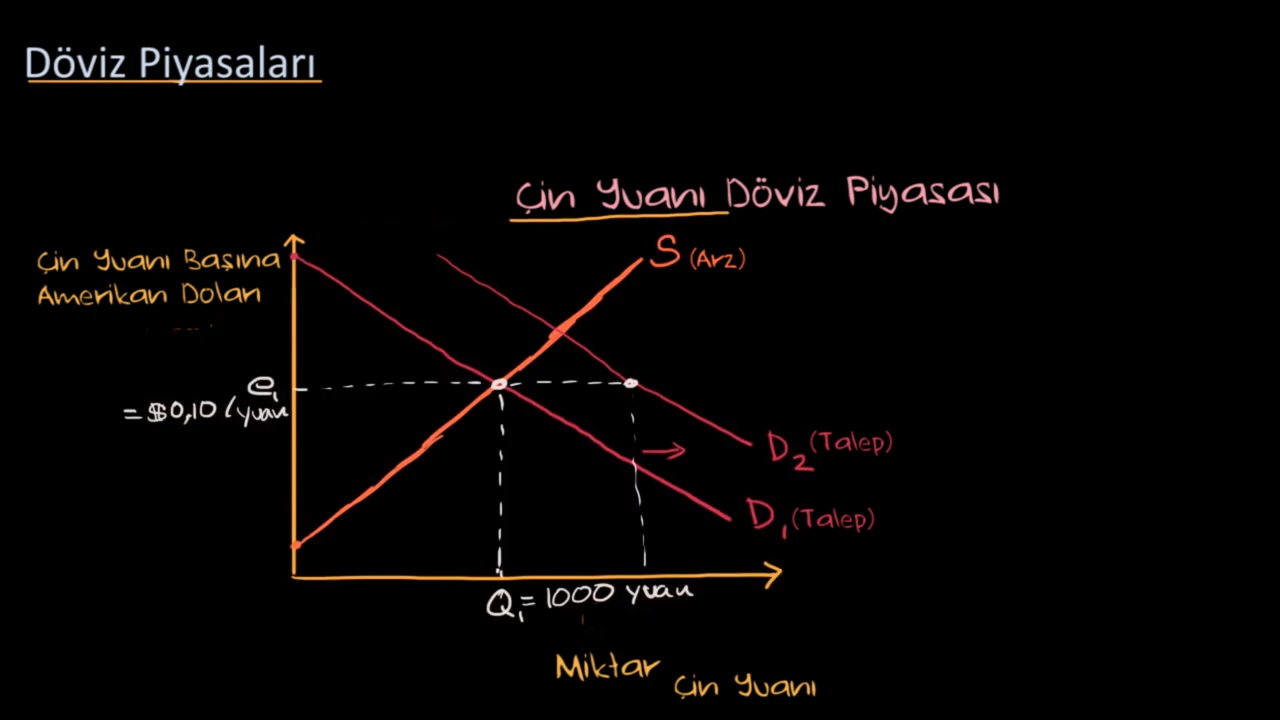 Döviz Piyasaları
Çin Yuanı Döviz Piyasası
Çin Yuanı Başına
Amerikan Doları
S (Arz)
e₁
= $0,10 / yuan
D₂ (Talep)
D₁ (Talep)
Q₁ = 1000 yuan
Miktar
Çin Yuanı